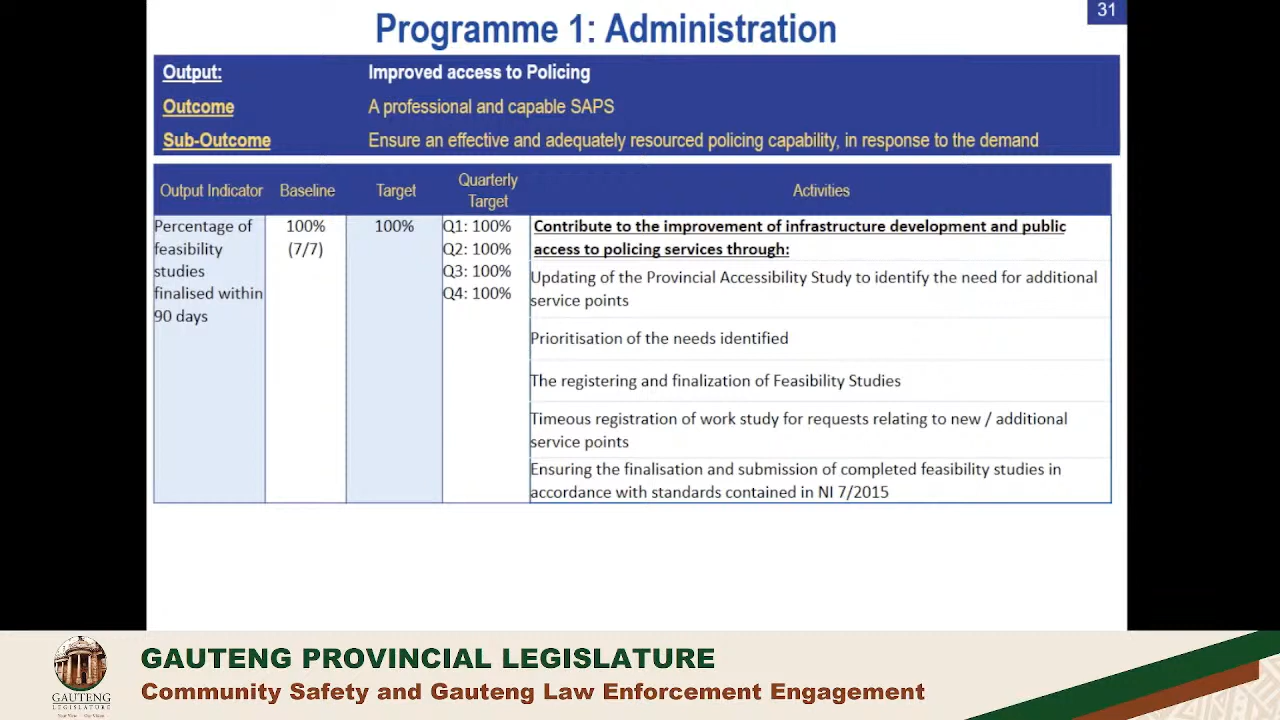 31
Programme 1: Administration
Output: Improved access to Policing
Outcome A professional and capable SAPS
Sub-Outcome Ensure an effective and adequately resourced policing capability, in response to the demand
Output Indicator Baseline Target Quarterly Target Activities
Percentage of
feasibility
studies
finalised within
90 days
100%
(7/7)
100%
Q1: 100%
Q2: 100%
Q3: 100%
Q4: 100%
Contribute to the improvement of infrastructure development and public
access to policing services through:
Updating of the Provincial Accessibility Study to identify the need for additional
service points
Prioritisation of the needs identified
The registering and finalization of Feasibility Studies
Timeous registration of work study for requests relating to new / additional
service points
Ensuring the finalisation and submission of completed feasibility studies in
accordance with standards contained in NI 7/2015
GAUTENG PROVINCIAL LEGISLATURE
Community Safety and Gauteng Law Enforcement Engagement
GAUTENG
LEGISLATURE